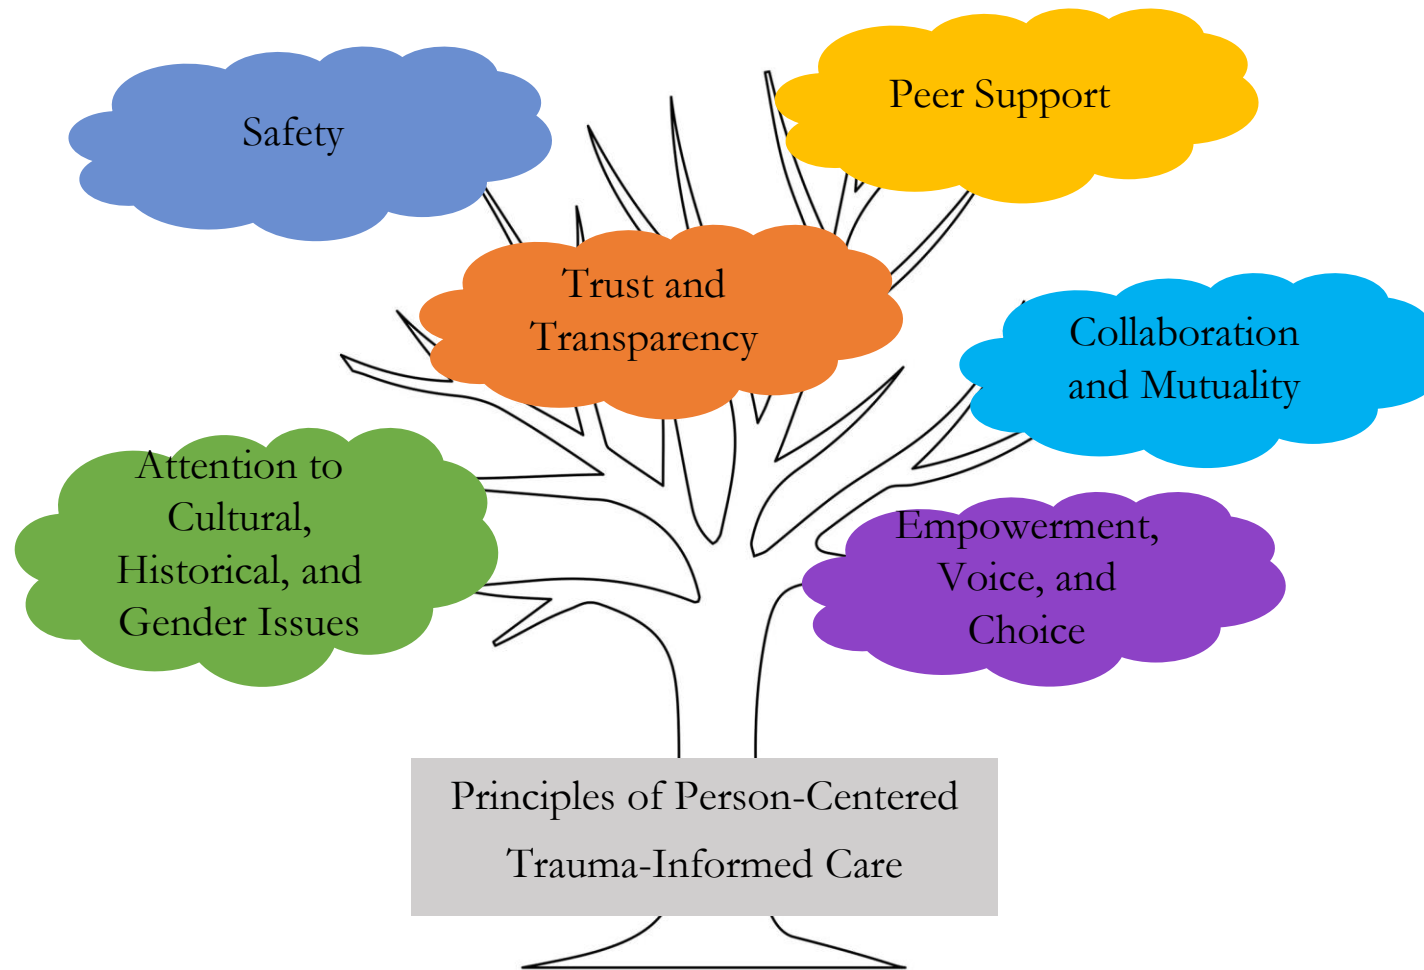 Safety
Peer Support
Trust and
Transparency
Collaboration
and Mutuality
Attention to
Cultural,
Historical, and
Gender Issues
Empowerment,
Voice, and
Choice
Principles of Person-Centered
Trauma-Informed Care